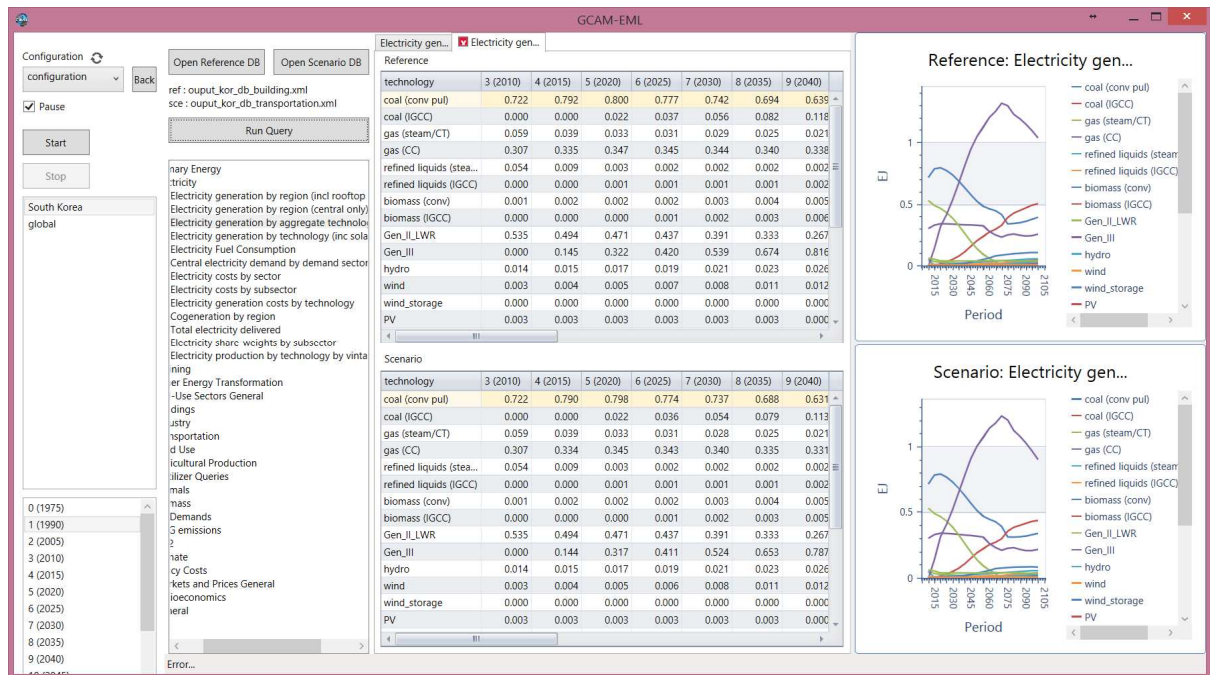 GCAM-EML
Configuration
configuration
Back
Pause
Start
Stop
South Korea
global
0 (1975)
1 (1990)
2 (2005)
3 (2010)
4 (2015)
5 (2020)
6 (2025)
7 (2030)
8 (2035)
9 (2040)
Open Reference DB Open Scenario DB
ref : ouput_kor_db_building.xml
sce : ouput_kor_db_transportation.xml
Run Query
nary Energy
:tricity
Electricity generation by region (incl rooftop
Electricity generation by region (central only)
Electricity generation by aggregate technolo
Electricity generation by technology (inc sola
Electricity Fuel Consumption
Central electricity demand by demand sector
Electricity costs by sector
Electricity costs by subsector
Electricity generation costs by technology
Cogeneration by region
Total electricity delivered
Electricity share-weights by subsector
Electricity production by technology by vinta
ning
er Energy Transformation
-Use Sectors General
dings
ustry
nsportation
d Use
icultural Production
tilizer Queries
mals
mass
Demands
G emissions
2
nate
cy Costs
rkets and Prices General
ioeconomics
neral
Error...
Electricity gen... Electricity gen...
Reference
technology 3 (2010) 4 (2015) 5 (2020) 6 (2025) 7 (2030) 8 (2035) 9 (2040)
coal (conv pul) 0.722 0.792 0.800 0.777 0.742 0.694 0.639
coal (IGCC) 0.000 0.000 0.022 0.037 0.056 0.082 0.118
gas (steam/CT) 0.059 0.039 0.033 0.031 0.029 0.025 0.021
gas (CC) 0.307 0.335 0.347 0.345 0.344 0.340 0.338
refined liquids (stea... 0.054 0.009 0.003 0.002 0.002 0.002 0.002
refined liquids (IGCC) 0.000 0.000 0.001 0.001 0.001 0.001 0.002
biomass (conv) 0.001 0.002 0.002 0.002 0.003 0.004 0.005
biomass (IGCC) 0.000 0.000 0.000 0.001 0.002 0.003 0.006
Gen_II_LWR 0.535 0.494 0.471 0.437 0.391 0.333 0.267
Gen_III 0.000 0.145 0.322 0.420 0.539 0.674 0.816
hydro 0.014 0.015 0.017 0.019 0.021 0.023 0.026
wind 0.003 0.004 0.005 0.007 0.008 0.011 0.012
wind_storage 0.000 0.000 0.000 0.000 0.000 0.000 0.000
PV 0.003 0.003 0.003 0.003 0.003 0.003 0.000
Scenario
technology 3 (2010) 4 (2015) 5 (2020) 6 (2025) 7 (2030) 8 (2035) 9 (2040)
coal (conv pul) 0.722 0.790 0.798 0.774 0.737 0.688 0.631
coal (IGCC) 0.000 0.000 0.022 0.036 0.054 0.079 0.113
gas (steam/CT) 0.059 0.039 0.033 0.031 0.028 0.025 0.021
gas (CC) 0.307 0.334 0.345 0.343 0.340 0.335 0.331
refined liquids (stea... 0.054 0.009 0.003 0.002 0.002 0.002 0.002
refined liquids (IGCC) 0.000 0.000 0.001 0.001 0.001 0.001 0.002
biomass (conv) 0.001 0.002 0.002 0.002 0.003 0.004 0.005
biomass (IGCC) 0.000 0.000 0.000 0.001 0.002 0.003 0.005
Gen_II_LWR 0.535 0.494 0.471 0.437 0.391 0.333 0.267
Gen_III 0.000 0.144 0.317 0.411 0.524 0.653 0.787
hydro 0.014 0.015 0.017 0.019 0.021 0.023 0.026
wind 0.003 0.004 0.005 0.006 0.008 0.011 0.012
wind_storage 0.000 0.000 0.000 0.000 0.000 0.000 0.000
PV 0.003 0.003 0.003 0.003 0.003 0.003 0.000
Reference: Electricity gen...
EJ
1
0.5
0
2015 2030 2045 2060 2075 2090 2105
Period
coal (conv pul)
coal (IGCC)
gas (steam/CT)
gas (CC)
refined liquids (steam
refined liquids (IGCC)
biomass (conv)
biomass (IGCC)
Gen_II_LWR
Gen_III
hydro
wind
wind_storage
PV
Scenario: Electricity gen...
EJ
1
0.5
0
2015 2030 2045 2060 2075 2090 2105
Period
coal (conv pul)
coal (IGCC)
gas (steam/CT)
gas (CC)
refined liquids (steam
refined liquids (IGCC)
biomass (conv)
biomass (IGCC)
Gen_II_LWR
Gen_III
hydro
wind
wind_storage
PV